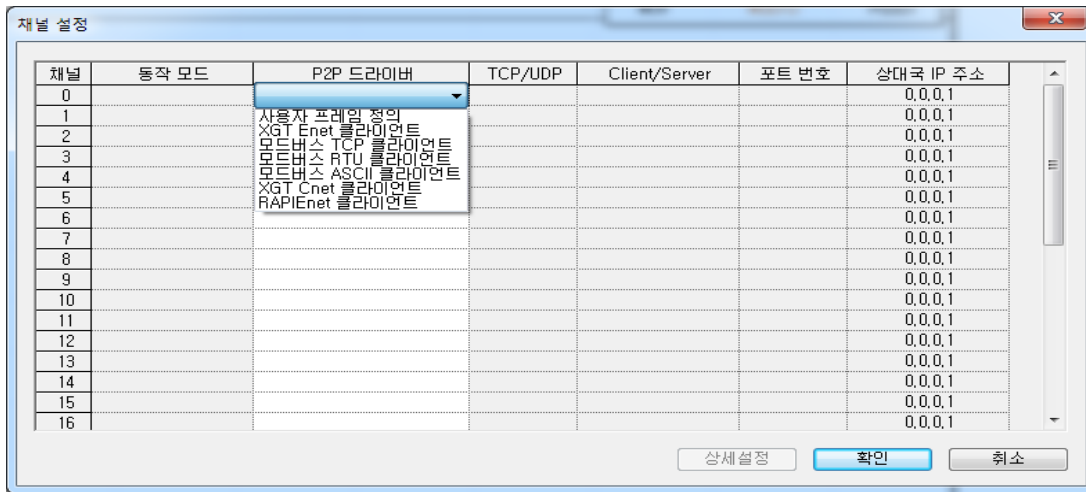 채널 설정
채널 동작 모드 P2P 드라이버 TCP/UDP Client/Server 포트 번호 상대국 IP 주소
0 0,0,0,1
사용자 프레임 정의
XGT Enet 클라이언트
모드버스 TCP 클라이언트
모드버스 RTU 클라이언트
모드버스 ASCII 클라이언트
XGT Cnet 클라이언트
RAPIEnet 클라이언트
1 0,0,0,1
2 0,0,0,1
3 0,0,0,1
4 0,0,0,1
5 0,0,0,1
6 0,0,0,1
7 0,0,0,1
8 0,0,0,1
9 0,0,0,1
10 0,0,0,1
11 0,0,0,1
12 0,0,0,1
13 0,0,0,1
14 0,0,0,1
15 0,0,0,1
16 0,0,0,1
상세설정 확인 취소